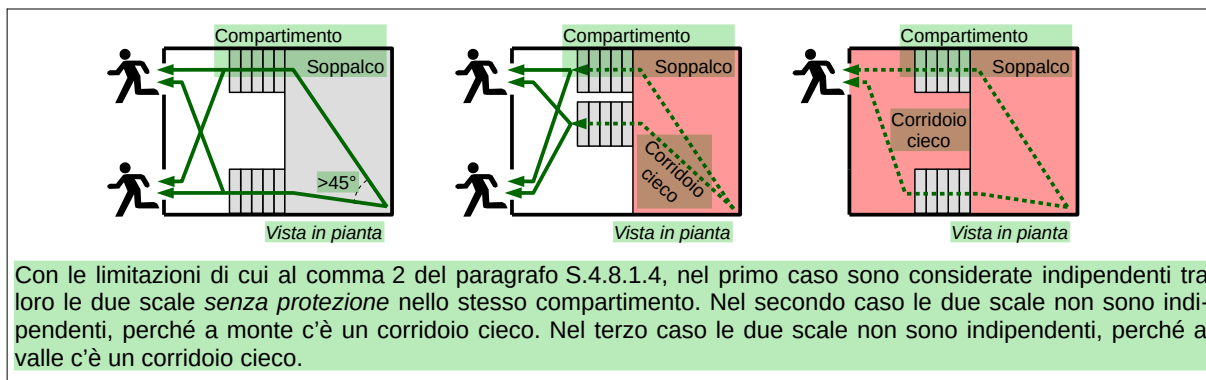 Compartimento
Soppalco
>45°
Vista in pianta
Compartimento
Soppalco
Corridoio
cieco
Vista in pianta
Compartimento
Soppalco
Corridoio
cieco
Vista in pianta
Con le limitazioni di cui al comma 2 del paragrafo S.4.8.1.4, nel primo caso sono considerate indipendenti tra
loro le due scale senza protezione nello stesso compartimento. Nel secondo caso le due scale non sono indi-
pendenti, perché a monte c'è un corridoio cieco. Nel terzo caso le due scale non sono indipendenti, perché a
valle c'è un corridoio cieco.